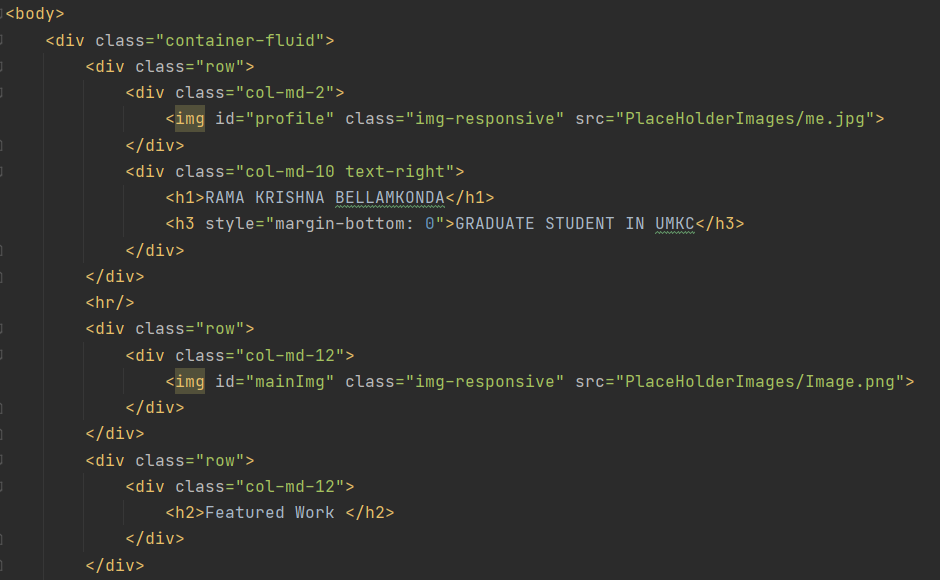 <body>
    <div class="container-fluid">
        <div class="row">
            <div class="col-md-2">
                <img id="profile" class="img-responsive" src="PlaceHolderImages/me.jpg">
            </div>
            <div class="col-md-10 text-right">
                <h1>RAMA KRISHNA BELLAMKONDA</h1>
                <h3 style="margin-bottom: 0">GRADUATE STUDENT IN UMKC</h3>
            </div>
        </div>
        <hr/>
        <div class="row">
            <div class="col-md-12">
                <img id="mainImg" class="img-responsive" src="PlaceHolderImages/Image.png">
            </div>
        </div>
        <div class="row">
            <div class="col-md-12">
                <h2>Featured Work </h2>
            </div>
        </div>